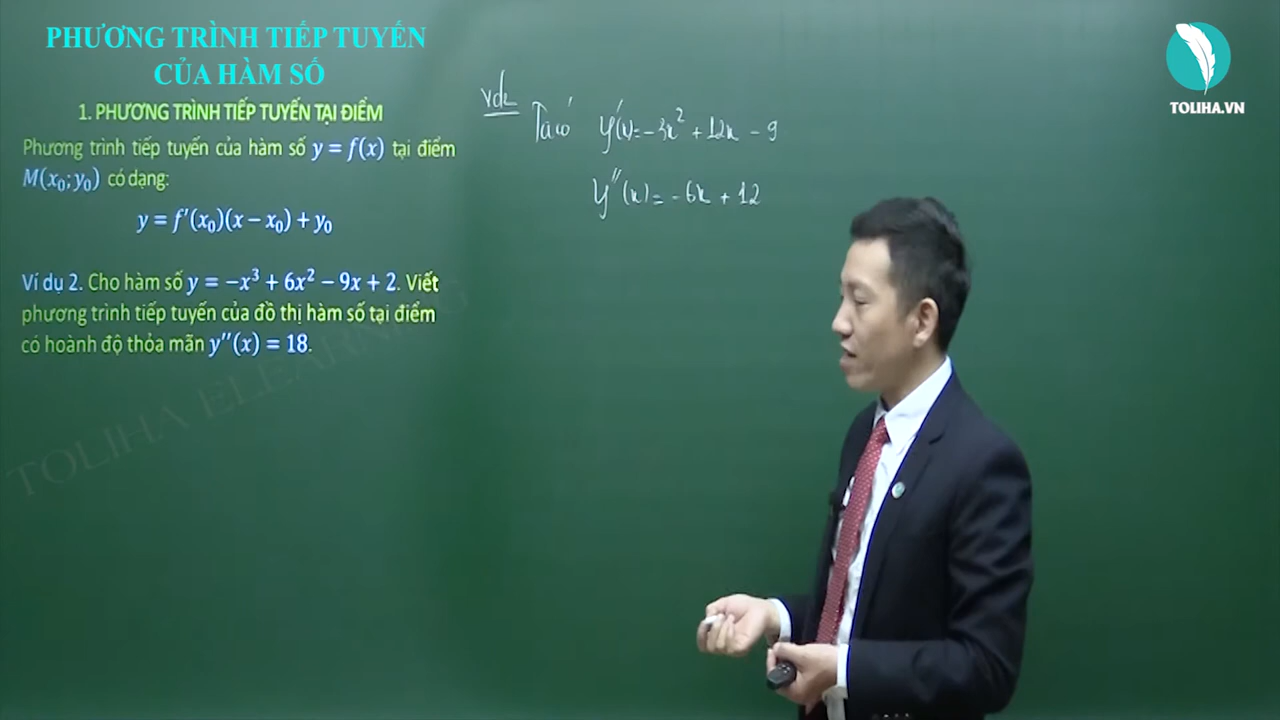 PHƯƠNG TRÌNH TIẾP TUYẾN
CỦA HÀM SỐ
1. PHƯƠNG TRÌNH TIẾP TUYẾN TẠI ĐIỂM
Phương trình tiếp tuyến của hàm số y = f(x) tại điểm
M(x₀; y₀) có dạng:
y = f′(x₀)(x − x₀) + y₀
Ví dụ 2. Cho hàm số y = −x³ + 6x² − 9x + 2. Viết
phương trình tiếp tuyến của đồ thị hàm số tại điểm
có hoành độ thỏa mãn y′′(x) = 18.
TOLIHA ELEARNING
Ta có y′(x) = −3x² + 12x − 9
y′′(x) = −6x + 12
TOLIHA.VN